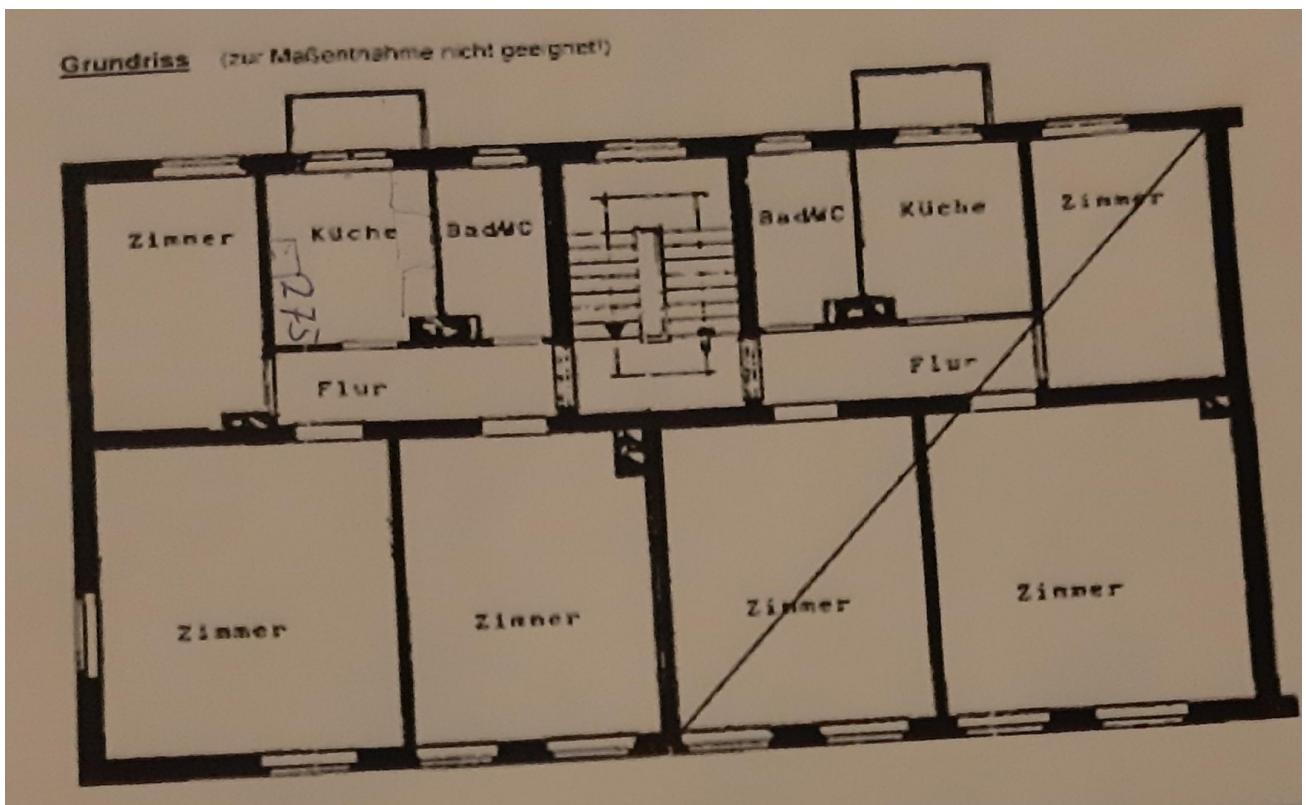 Grundriss (zur Maßentnahme nicht geeignet!)
Zimmer Küche Bad/WC Bad/WC Küche Zimmer
275
Flur Flur
Zimmer Zimmer Zimmer Zimmer